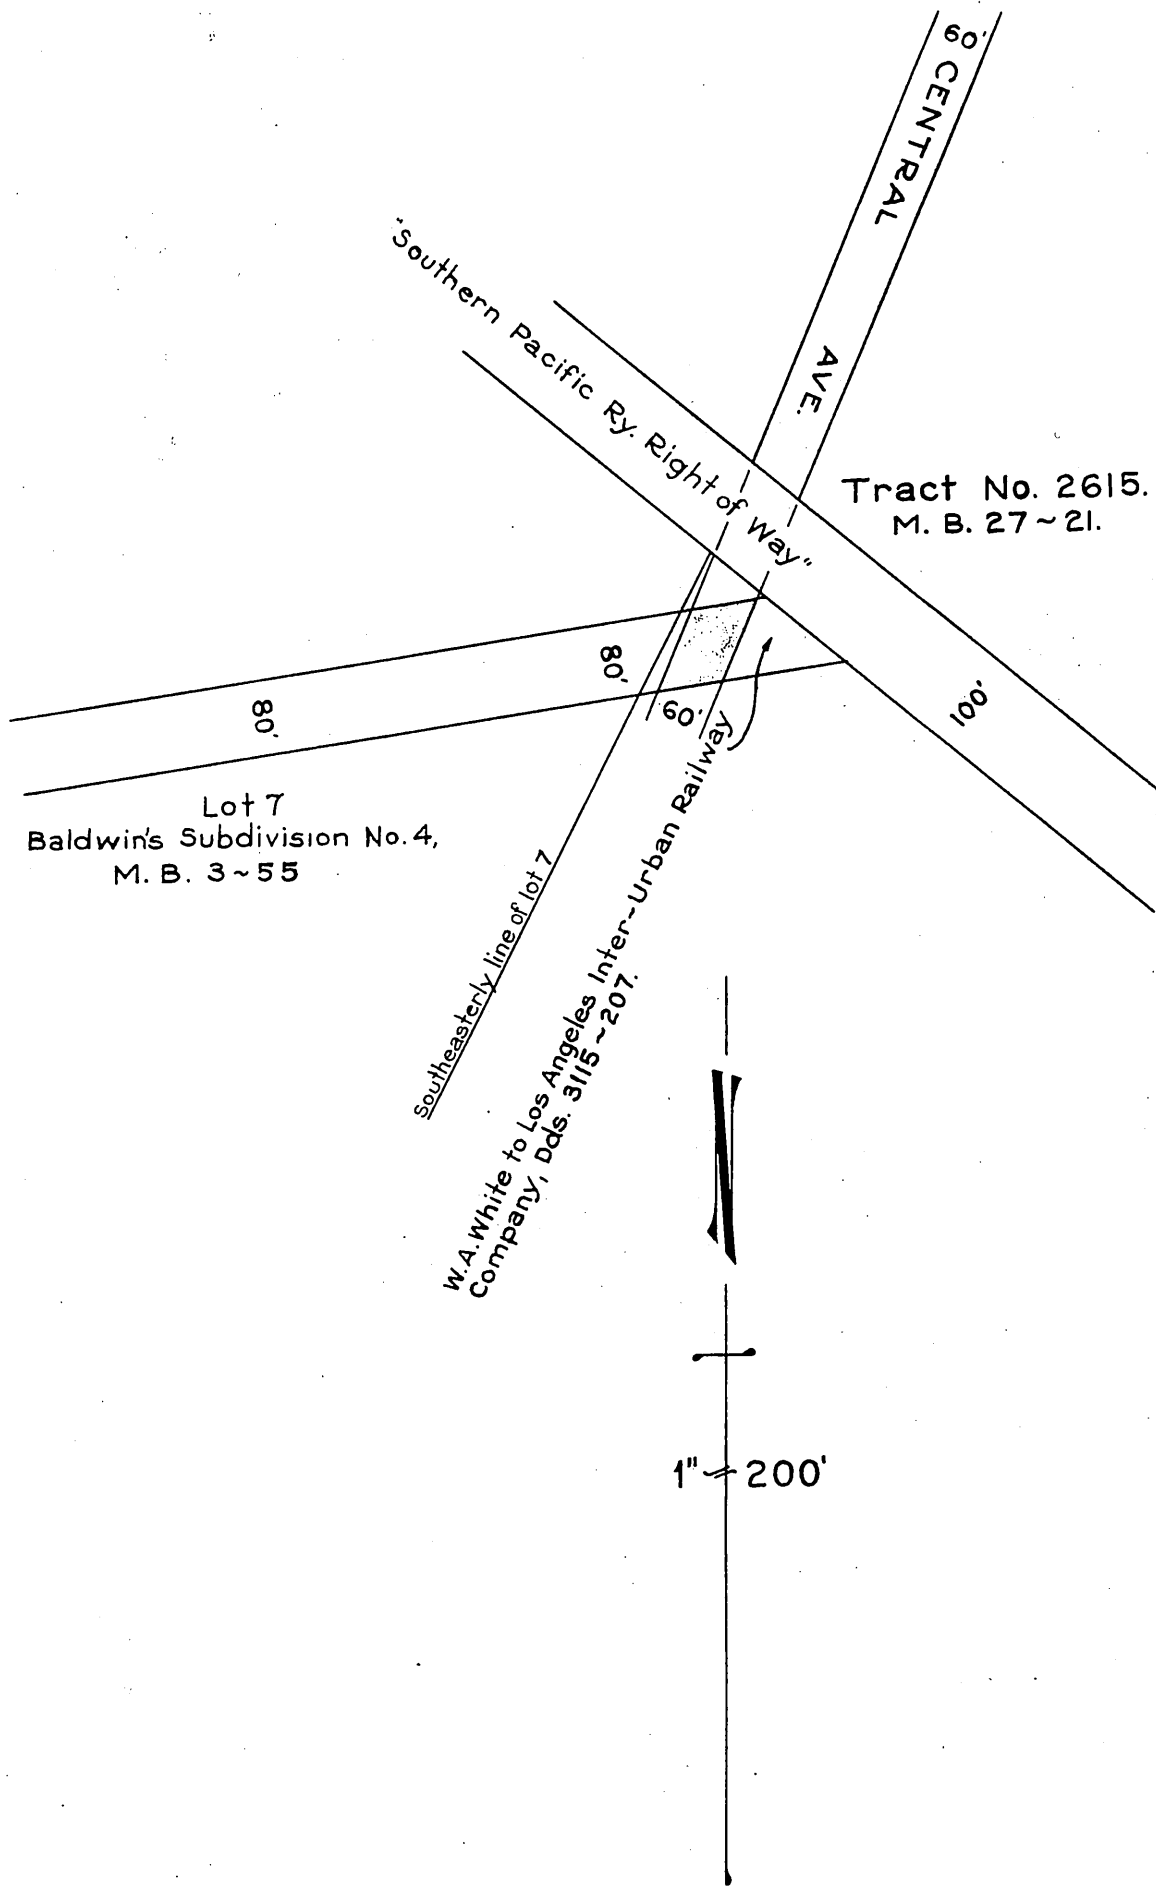 60'
CENTRAL
AVE.
"Southern Pacific Ry. Right of Way"
Tract No. 2615.
M. B. 27~21.
80'
80'
60'
100'
Lot 7
Baldwin's Subdivision No. 4,
M. B. 3~55
Southeasterly line of lot 7
W.A. White to Los Angeles Inter-Urban Railway
Company, Dds. 3115~207.
N
1" 200'